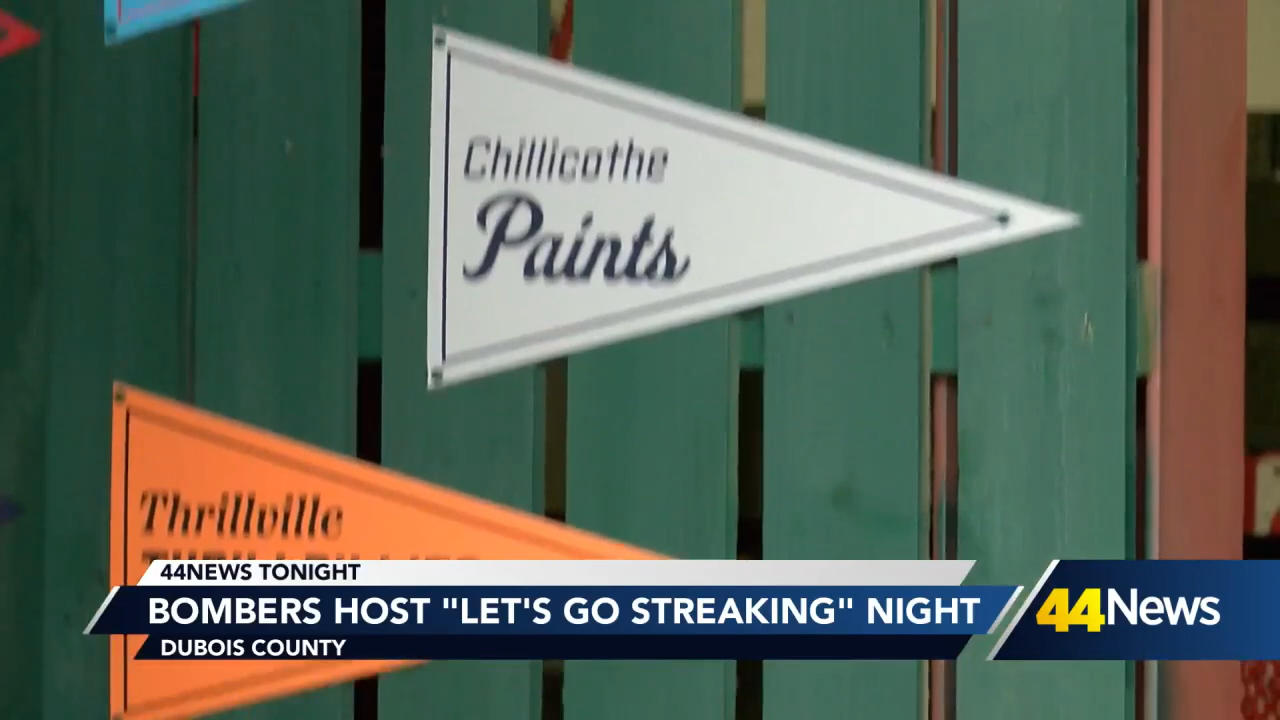 Chillicothe
Paints
Thrillville
44NEWS TONIGHT
BOMBERS HOST "LET'S GO STREAKING" NIGHT
44News
DUBOIS COUNTY